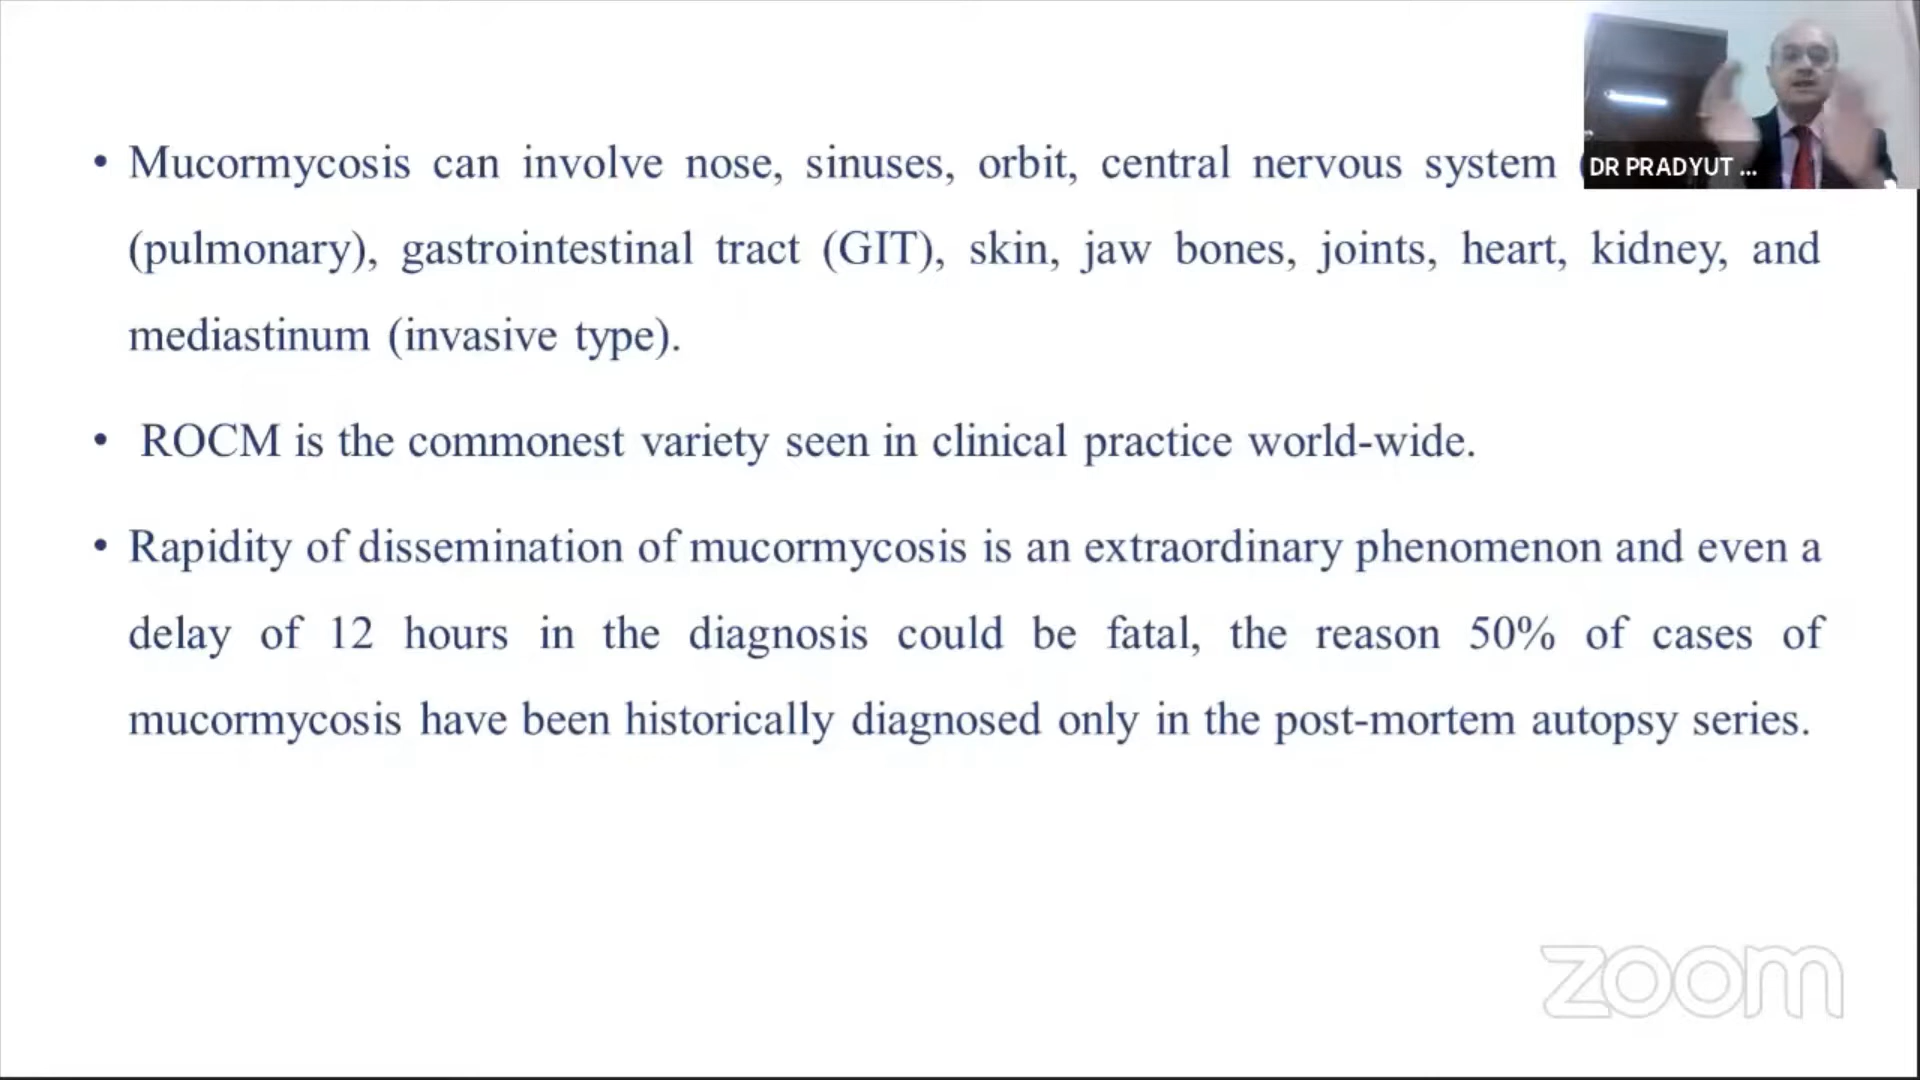 • Mucormycosis can involve nose, sinuses, orbit, central nervous system
(pulmonary), gastrointestinal tract (GIT), skin, jaw bones, joints, heart, kidney, and
mediastinum (invasive type).
• ROCM is the commonest variety seen in clinical practice world-wide.
• Rapidity of dissemination of mucormycosis is an extraordinary phenomenon and even a
delay of 12 hours in the diagnosis could be fatal, the reason 50% of cases of
mucormycosis have been historically diagnosed only in the post-mortem autopsy series.
DR PRADYUT ...
zoom